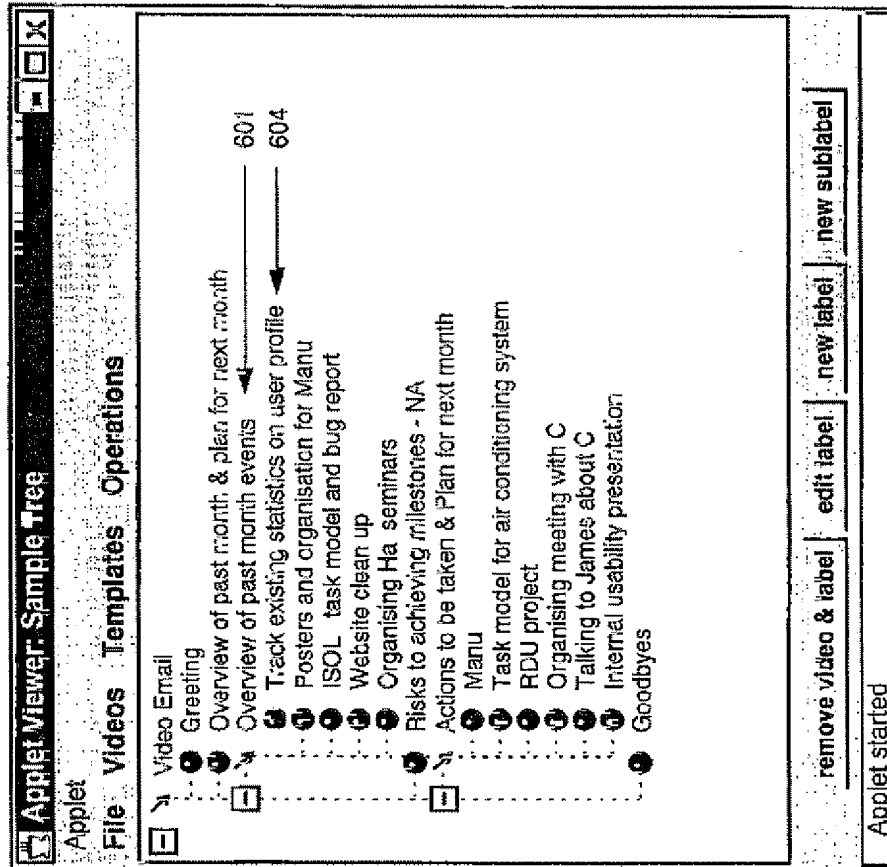 Applet Viewer: Sample Tree
Applet
File Videos Templates Operations
Video Email
Greeting
Overview of past month & plan for next month
Overview of past month events 601
Track existing statistics on user profile 604
Posters and organisation for Manu
ISOL task model and bug report
Website clean up
Organising Ha seminars
Risks to achieving milestones - NA
Actions to be taken & Plan for next month
Manu
Task model for air conditioning system
RDU project
Organising meeting with C
Talking to James about C
Internal usability presentation
Goodbyes
remove video & label edit label new label new sublabel
Applet started